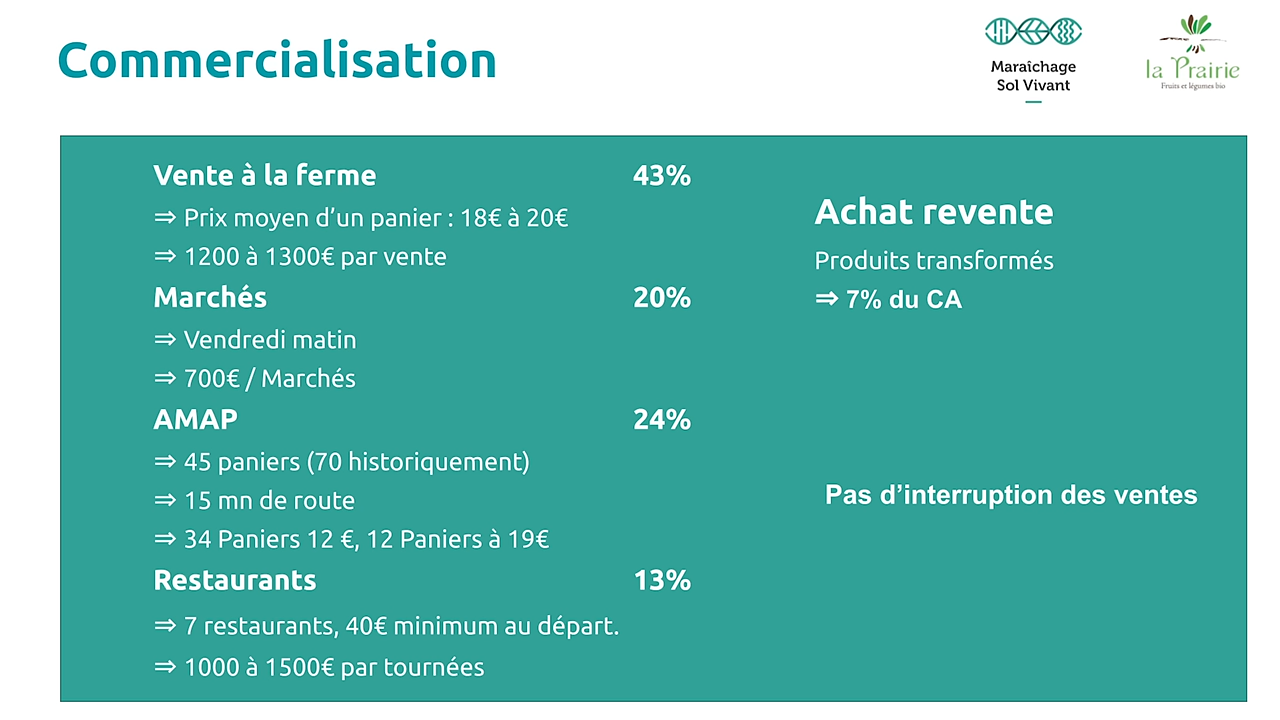 Commercialisation
Maraîchage
Sol Vivant
la Prairie
Fruits et légumes bio
Vente à la ferme 43%
⇒ Prix moyen d’un panier : 18€ à 20€
⇒ 1200 à 1300€ par vente
Marchés 20%
⇒ Vendredi matin
⇒ 700€ / Marchés
AMAP 24%
⇒ 45 paniers (70 historiquement)
⇒ 15 mn de route
⇒ 34 Paniers 12 €, 12 Paniers à 19€
Restaurants 13%
⇒ 7 restaurants, 40€ minimum au départ.
⇒ 1000 à 1500€ par tournées
Achat revente
Produits transformés
⇒ 7% du CA
Pas d’interruption des ventes